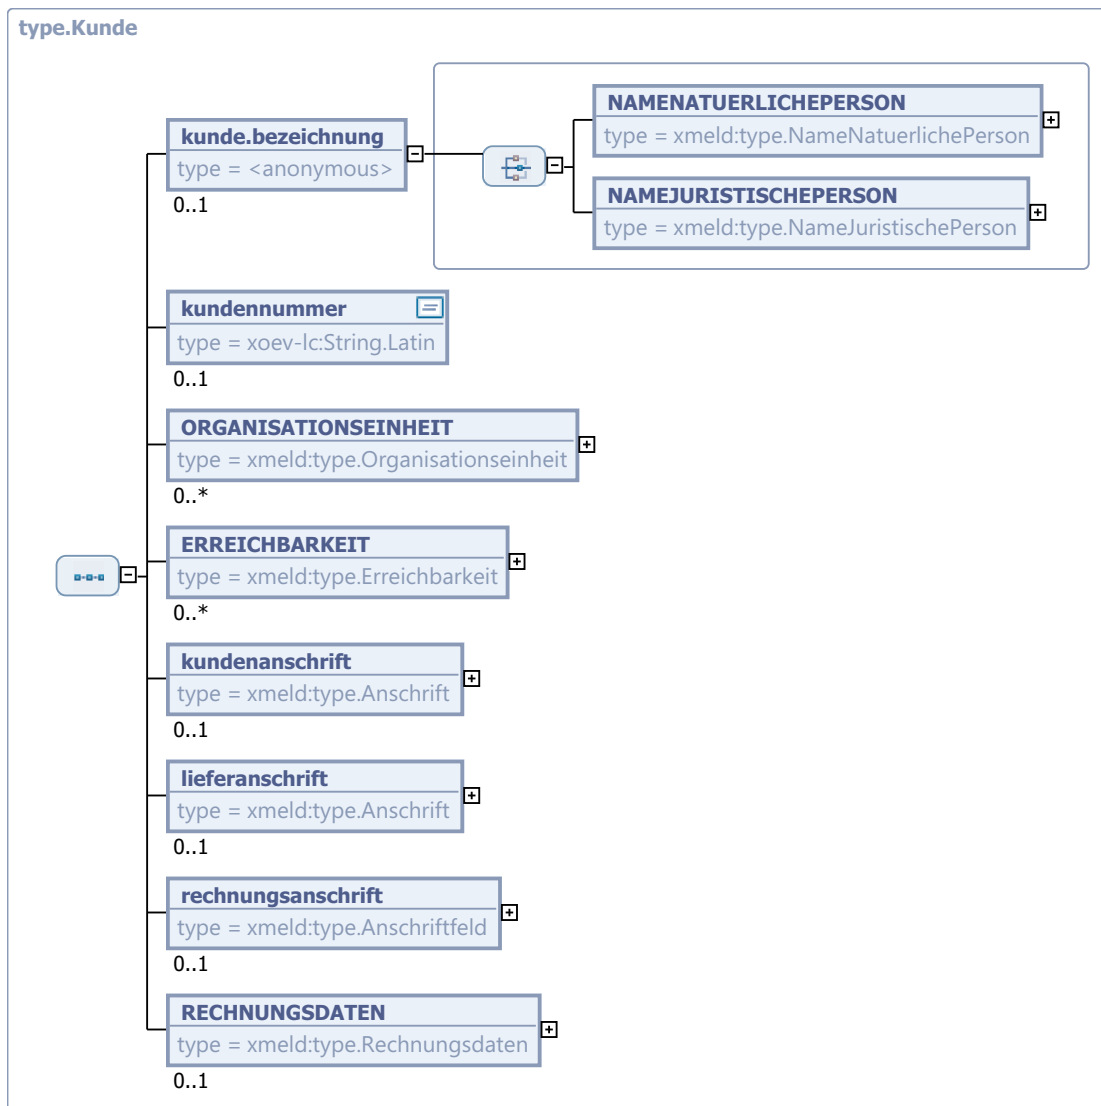 type.Kunde
NAMENATUERLICHEPERSON
type = xmeld:type.NameNatuerlichePerson
kunde.bezeichnung
type = <anonymous>
0..1
NAMEJURISTISCHEPERSON
type = xmeld:type.NameJuristischePerson
kundennummer
type = xoev-lc:String.Latin
0..1
ORGANISATIONSEINHEIT
type = xmeld:type.Organisationseinheit
0..*
ERREICHBARKEIT
type = xmeld:type.Erreichbarkeit
0..*
kundenanschrift
type = xmeld:type.Anschrift
0..1
lieferanschrift
type = xmeld:type.Anschrift
0..1
rechnungsanschrift
type = xmeld:type.Anschriftfeld
0..1
RECHNUNGSDATEN
type = xmeld:type.Rechnungsdaten
0..1